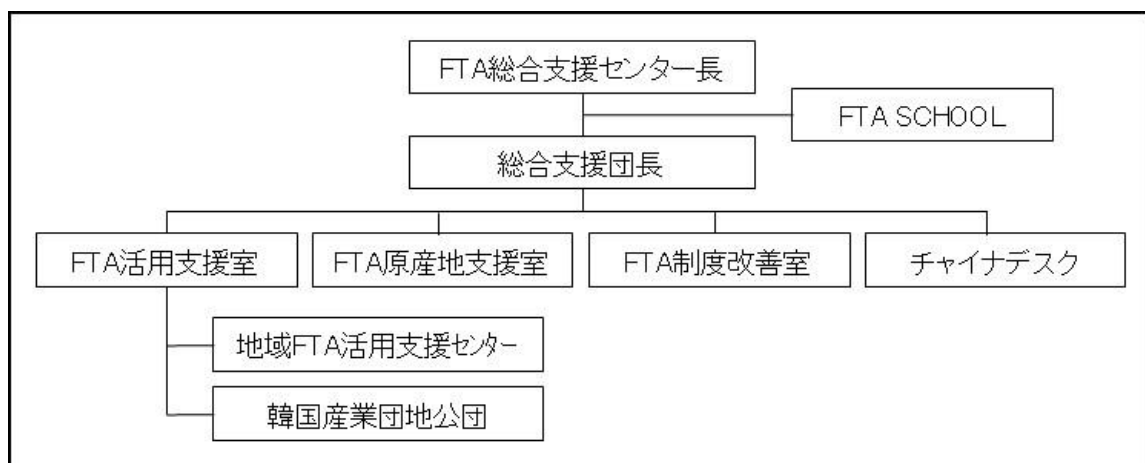 FTA総合支援センター長
FTA SCHOOL
総合支援団長
FTA活用支援室
FTA原産地支援室
FTA制度改善室
チャイナデスク
地域FTA活用支援センター
韓国産業団地公団